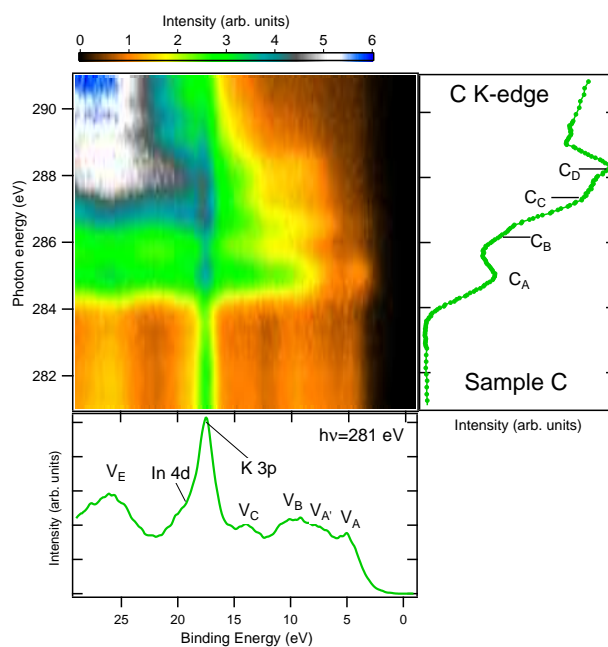 Intensity (arb. units)
0 1 2 3 4 5 6
Photon energy (eV)
290
288
286
284
282
C K-edge
C_D
C_C
C_B
C_A
Sample C
Intensity (arb. units)
Intensity (arb. units)
hν=281 eV
K 3p
In 4d
V_E
V_C
V_B
V_A'
V_A
25 20 15 10 5 0
Binding Energy (eV)